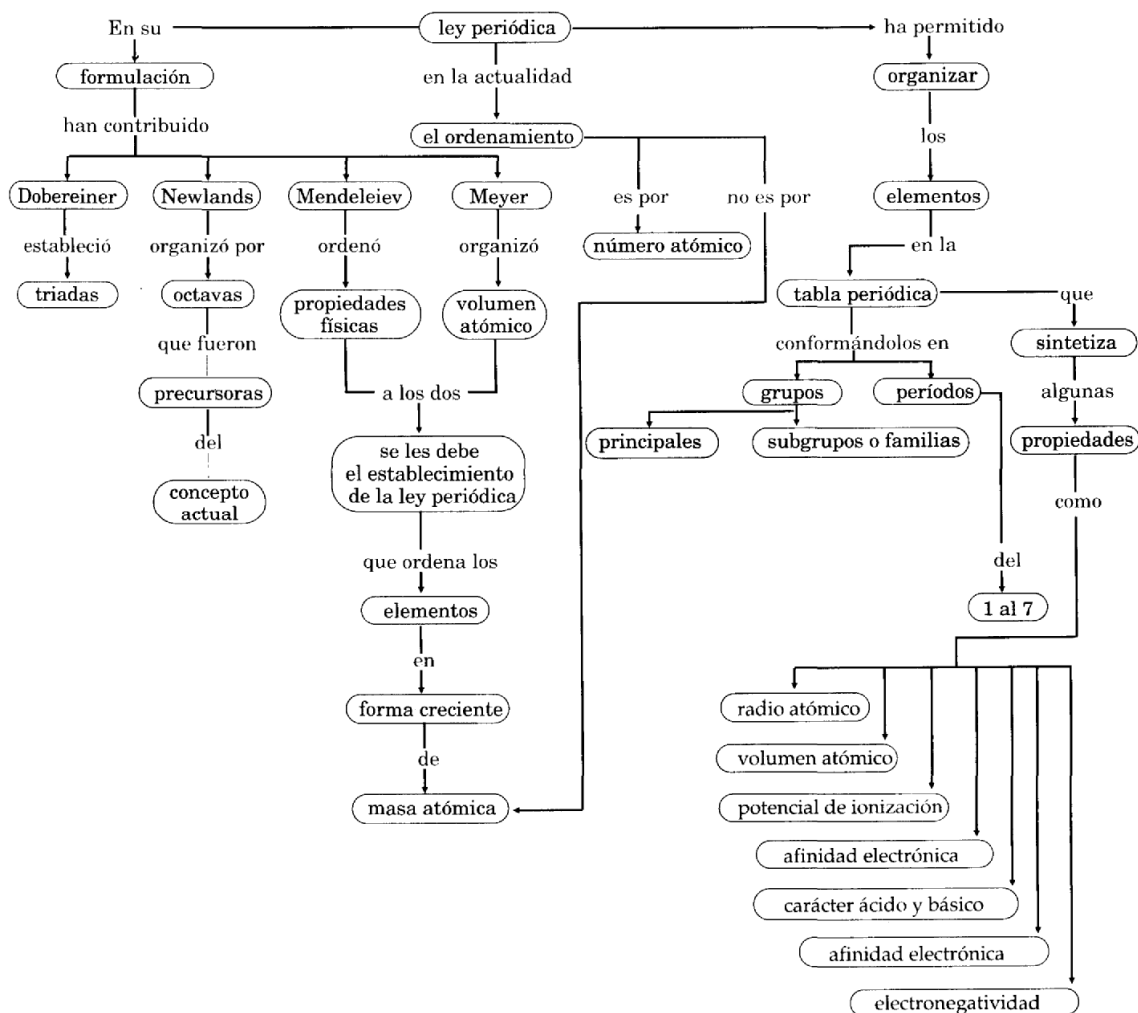 En su
ley periódica
ha permitido
formulación
en la actualidad
organizar
han contribuido
el ordenamiento
los
Dobereiner
Newlands
Mendeleiev
Meyer
es por
no es por
elementos
estableció
organizó por
ordenó
organizó
número atómico
en la
triadas
octavas
propiedades
físicas
volumen
atómico
tabla periódica
que
que fueron
conformándolos en
sintetiza
precursoras
a los dos
grupos
períodos
algunas
del
principales
subgrupos o familias
propiedades
se les debe
el establecimiento
de la ley periódica
concepto
actual
como
que ordena los
del
elementos
1 al 7
en
forma creciente
radio atómico
de
volumen atómico
masa atómica
potencial de ionización
afinidad electrónica
carácter ácido y básico
afinidad electrónica
electronegatividad